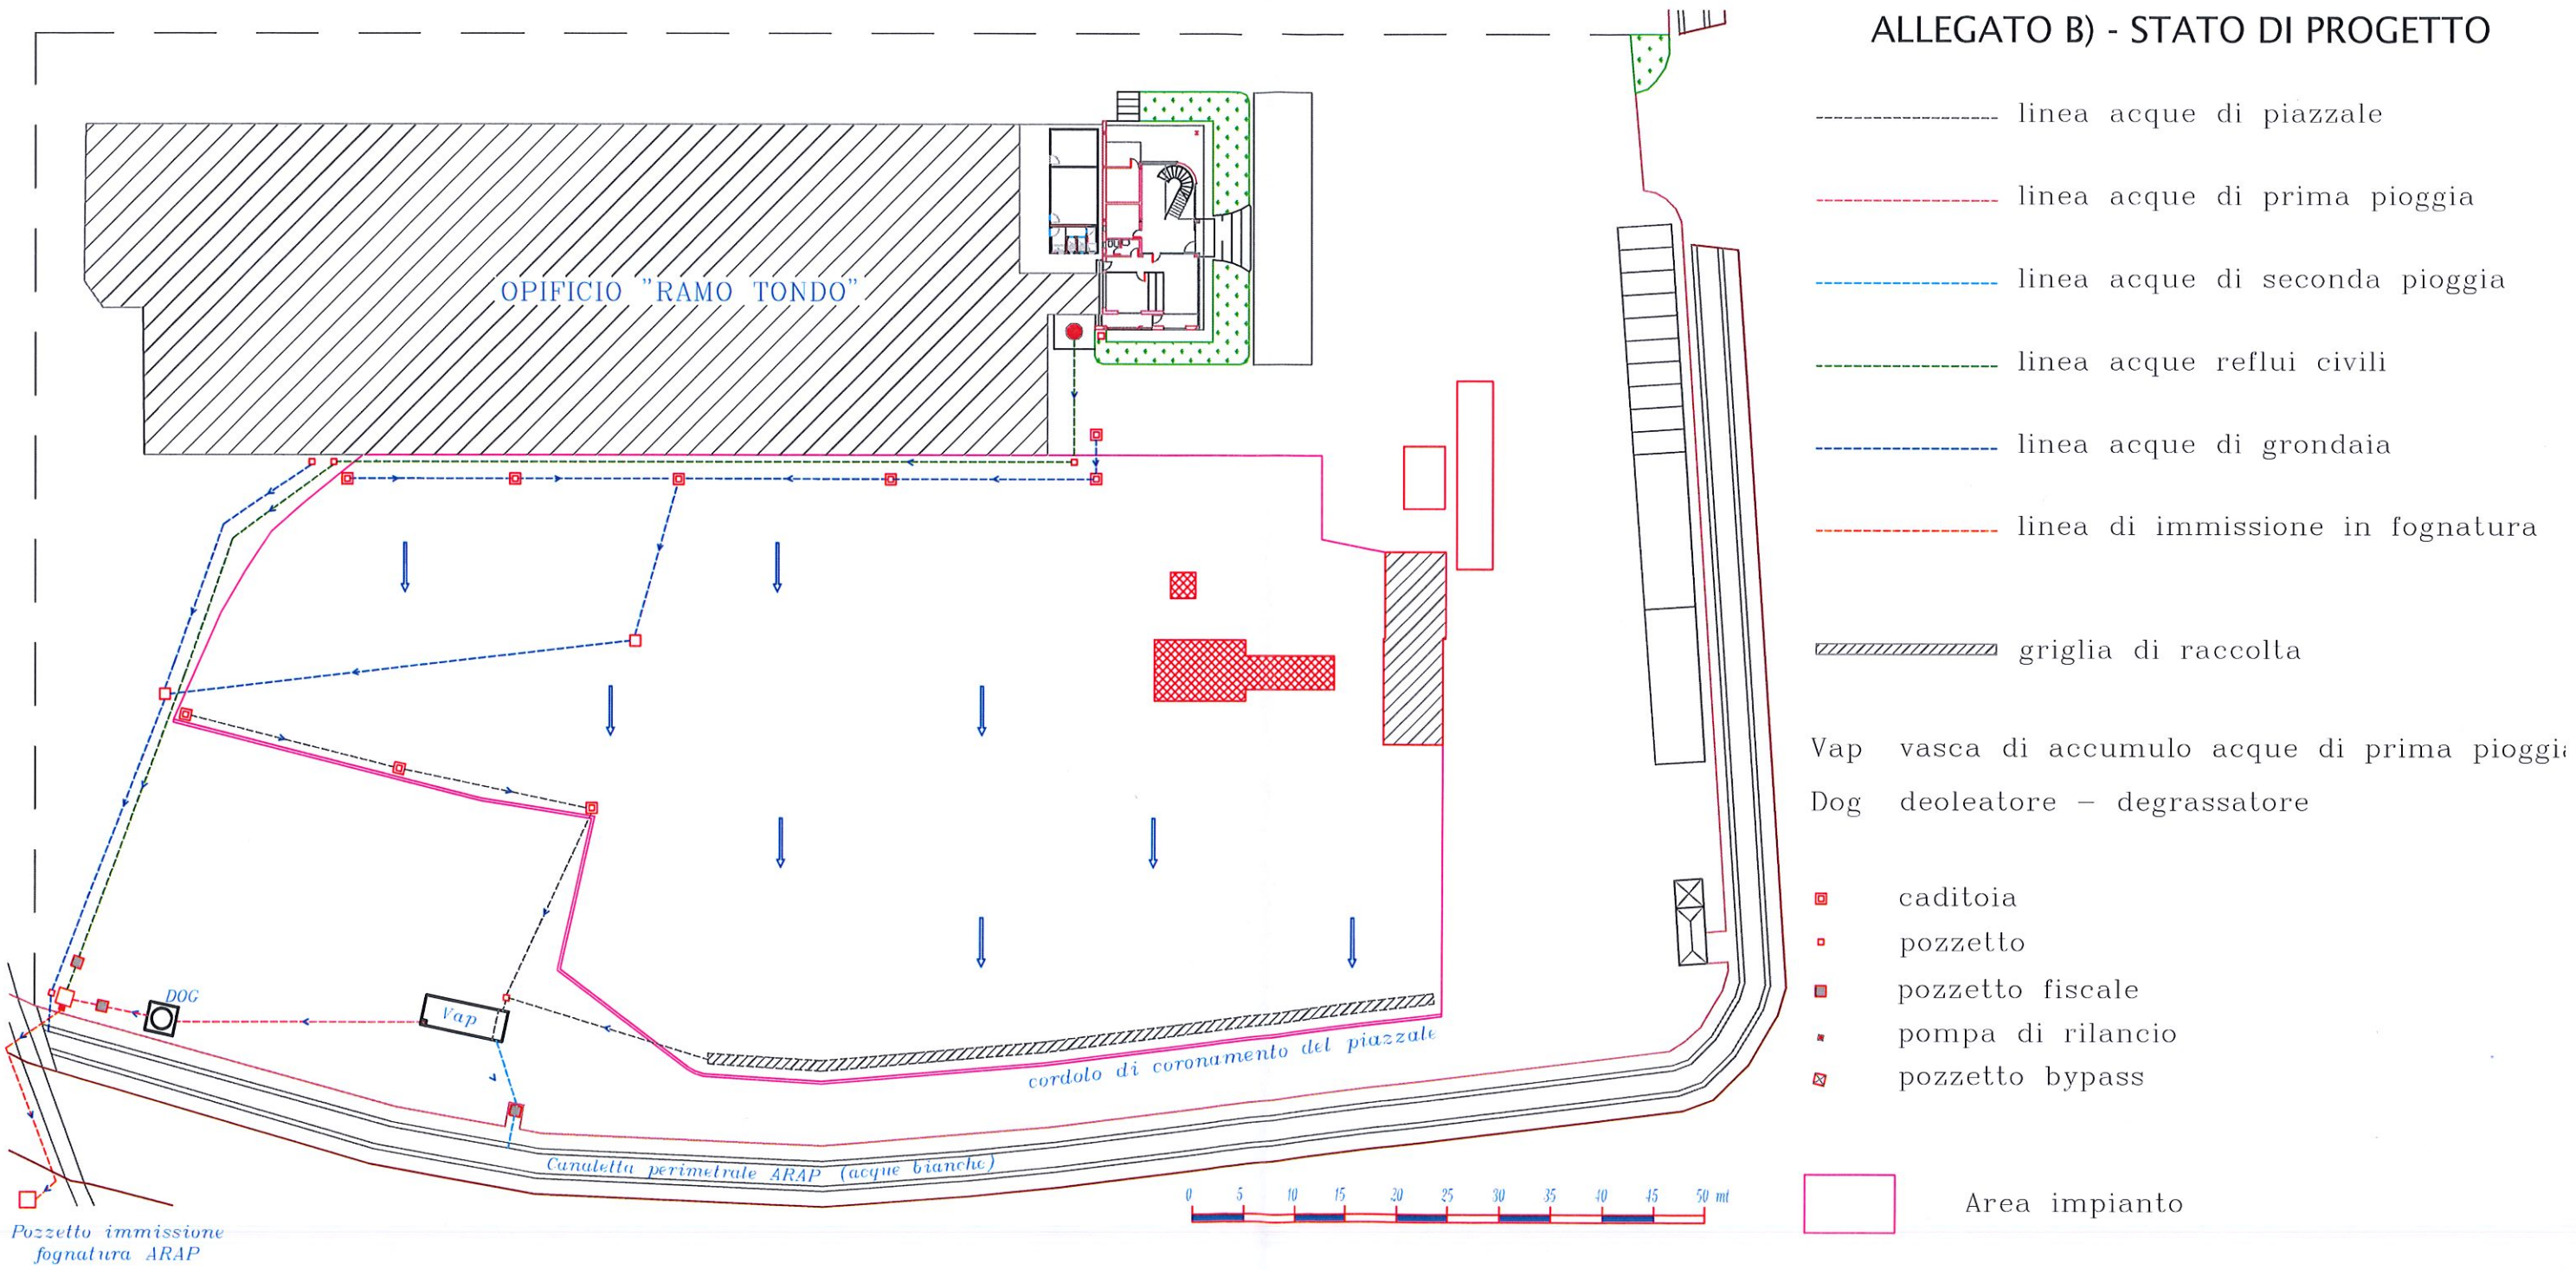 ALLEGATO B) - STATO DI PROGETTO
linea acque di piazzale
linea acque di prima pioggia
linea acque di seconda pioggia
linea acque reflui civili
linea acque di grondaia
linea di immissione in fognatura
griglia di raccolta
Vap vasca di accumulo acque di prima pioggia
Dog deoleatore – degrassatore
caditoia
pozzetto
pozzetto fiscale
pompa di rilancio
pozzetto bypass
Area impianto
OPIFICIO "RAMO TONDO"
DOG
Vap
cordolo di coronamento del piazzale
Canaletta perimetrale ARAP (acque bianche)
0 5 10 15 20 25 30 35 40 45 50 mt
Pozzetto immissione
fognatura ARAP